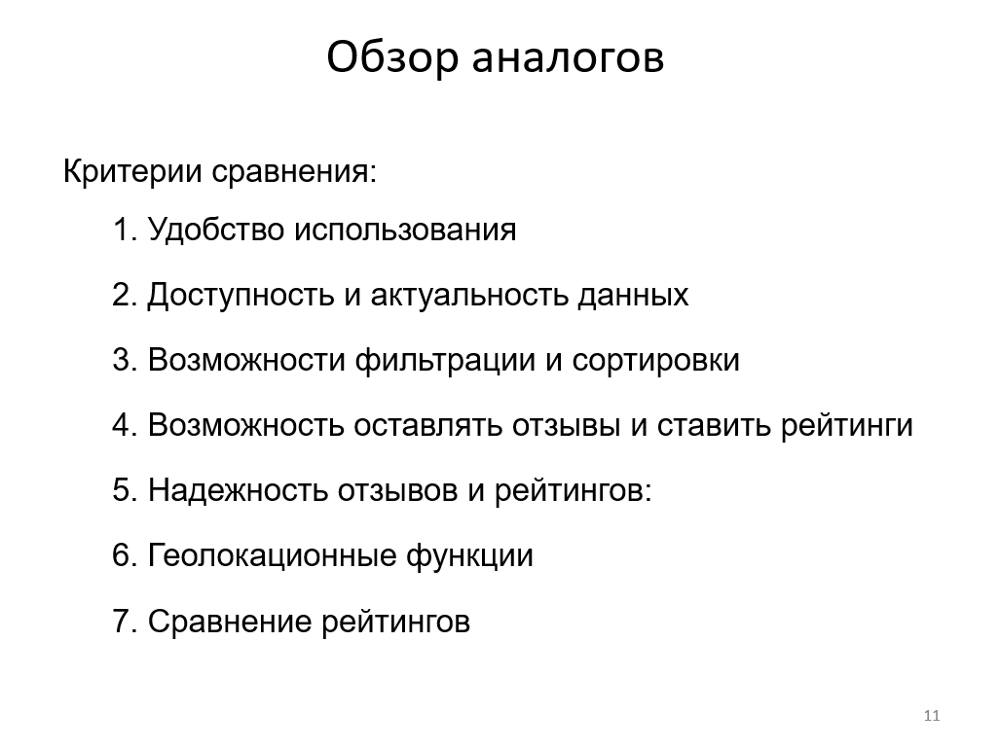 Обзор аналогов
Критерии сравнения:
1. Удобство использования
2. Доступность и актуальность данных
3. Возможности фильтрации и сортировки
4. Возможность оставлять отзывы и ставить рейтинги
5. Надежность отзывов и рейтингов:
6. Геолокационные функции
7. Сравнение рейтингов
11